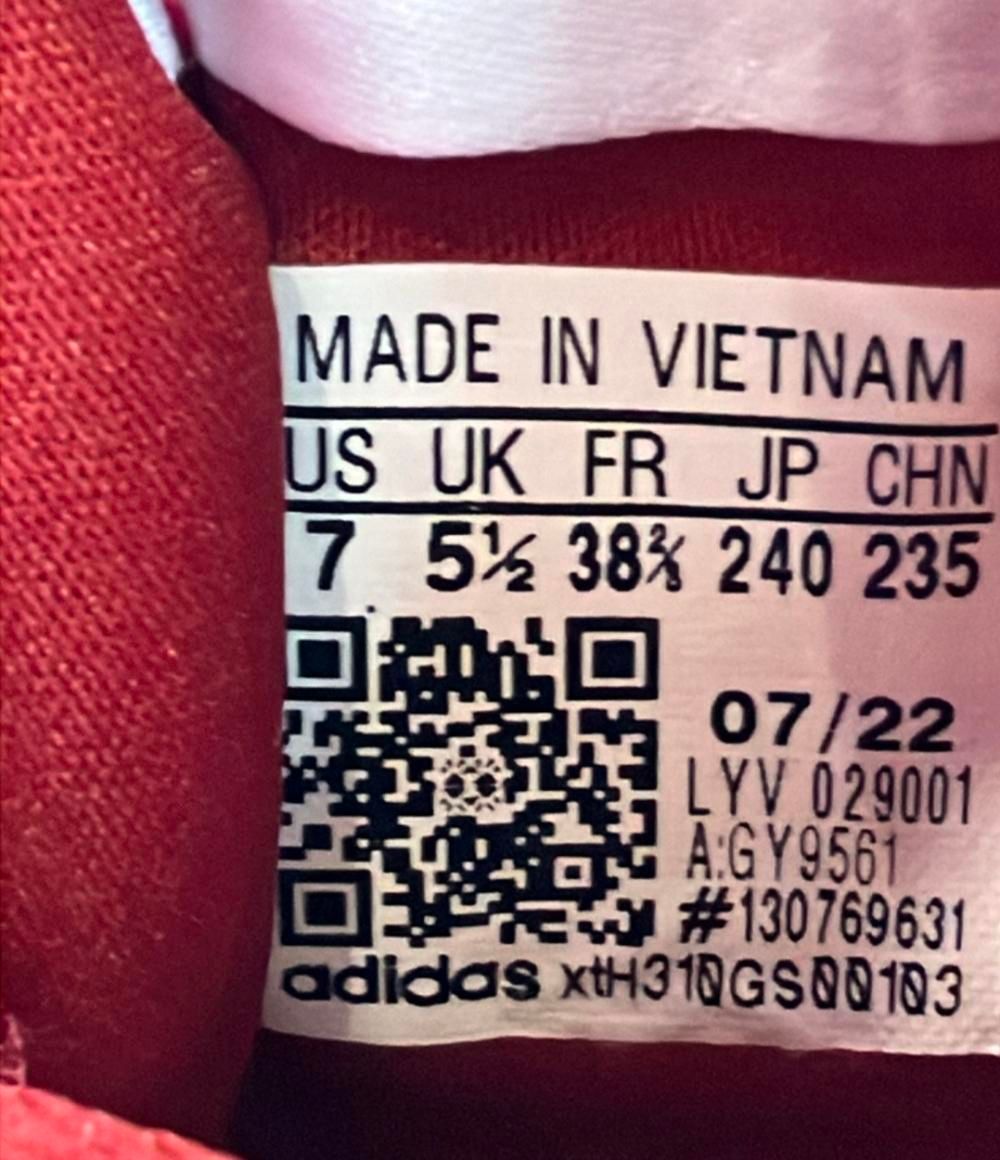 MADE IN VIETNAM
US UK FR JP CHN
7 5½ 38⅔ 240 235
07/22
LYV 029001
A:GY9561
#130769631
adidas xtH310GS00103